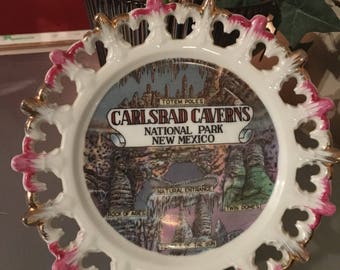 TOTEM POLES
CARLSBAD CAVERNS
NATIONAL PARK
NEW MEXICO
NATURAL ENTRANCE
ROCK OF AGES
TWIN DOMES